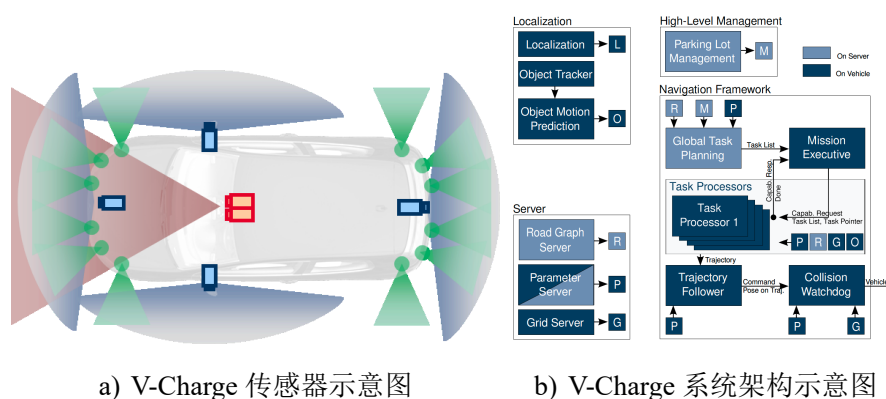 Localization
Localization
L
Object Tracker
Object Motion
Prediction
O
Server
Road Graph
Server
R
Parameter
Server
P
Grid Server
G
High-Level Management
Parking Lot
Management
M
On Server
On Vehicle
Navigation Framework
R M P
Global Task
Planning
Task List
Mission
Executive
Capab. Resp.
Done
Task Processors
Task
Processor 1
Capab. Request
Task List, Task Pointer
P R G O
Trajectory
Trajectory
Follower
Command
Pose on Traj.
Collision
Watchdog
Vehicle
P
P
G
a) V-Charge 传感器示意图
b) V-Charge 系统架构示意图